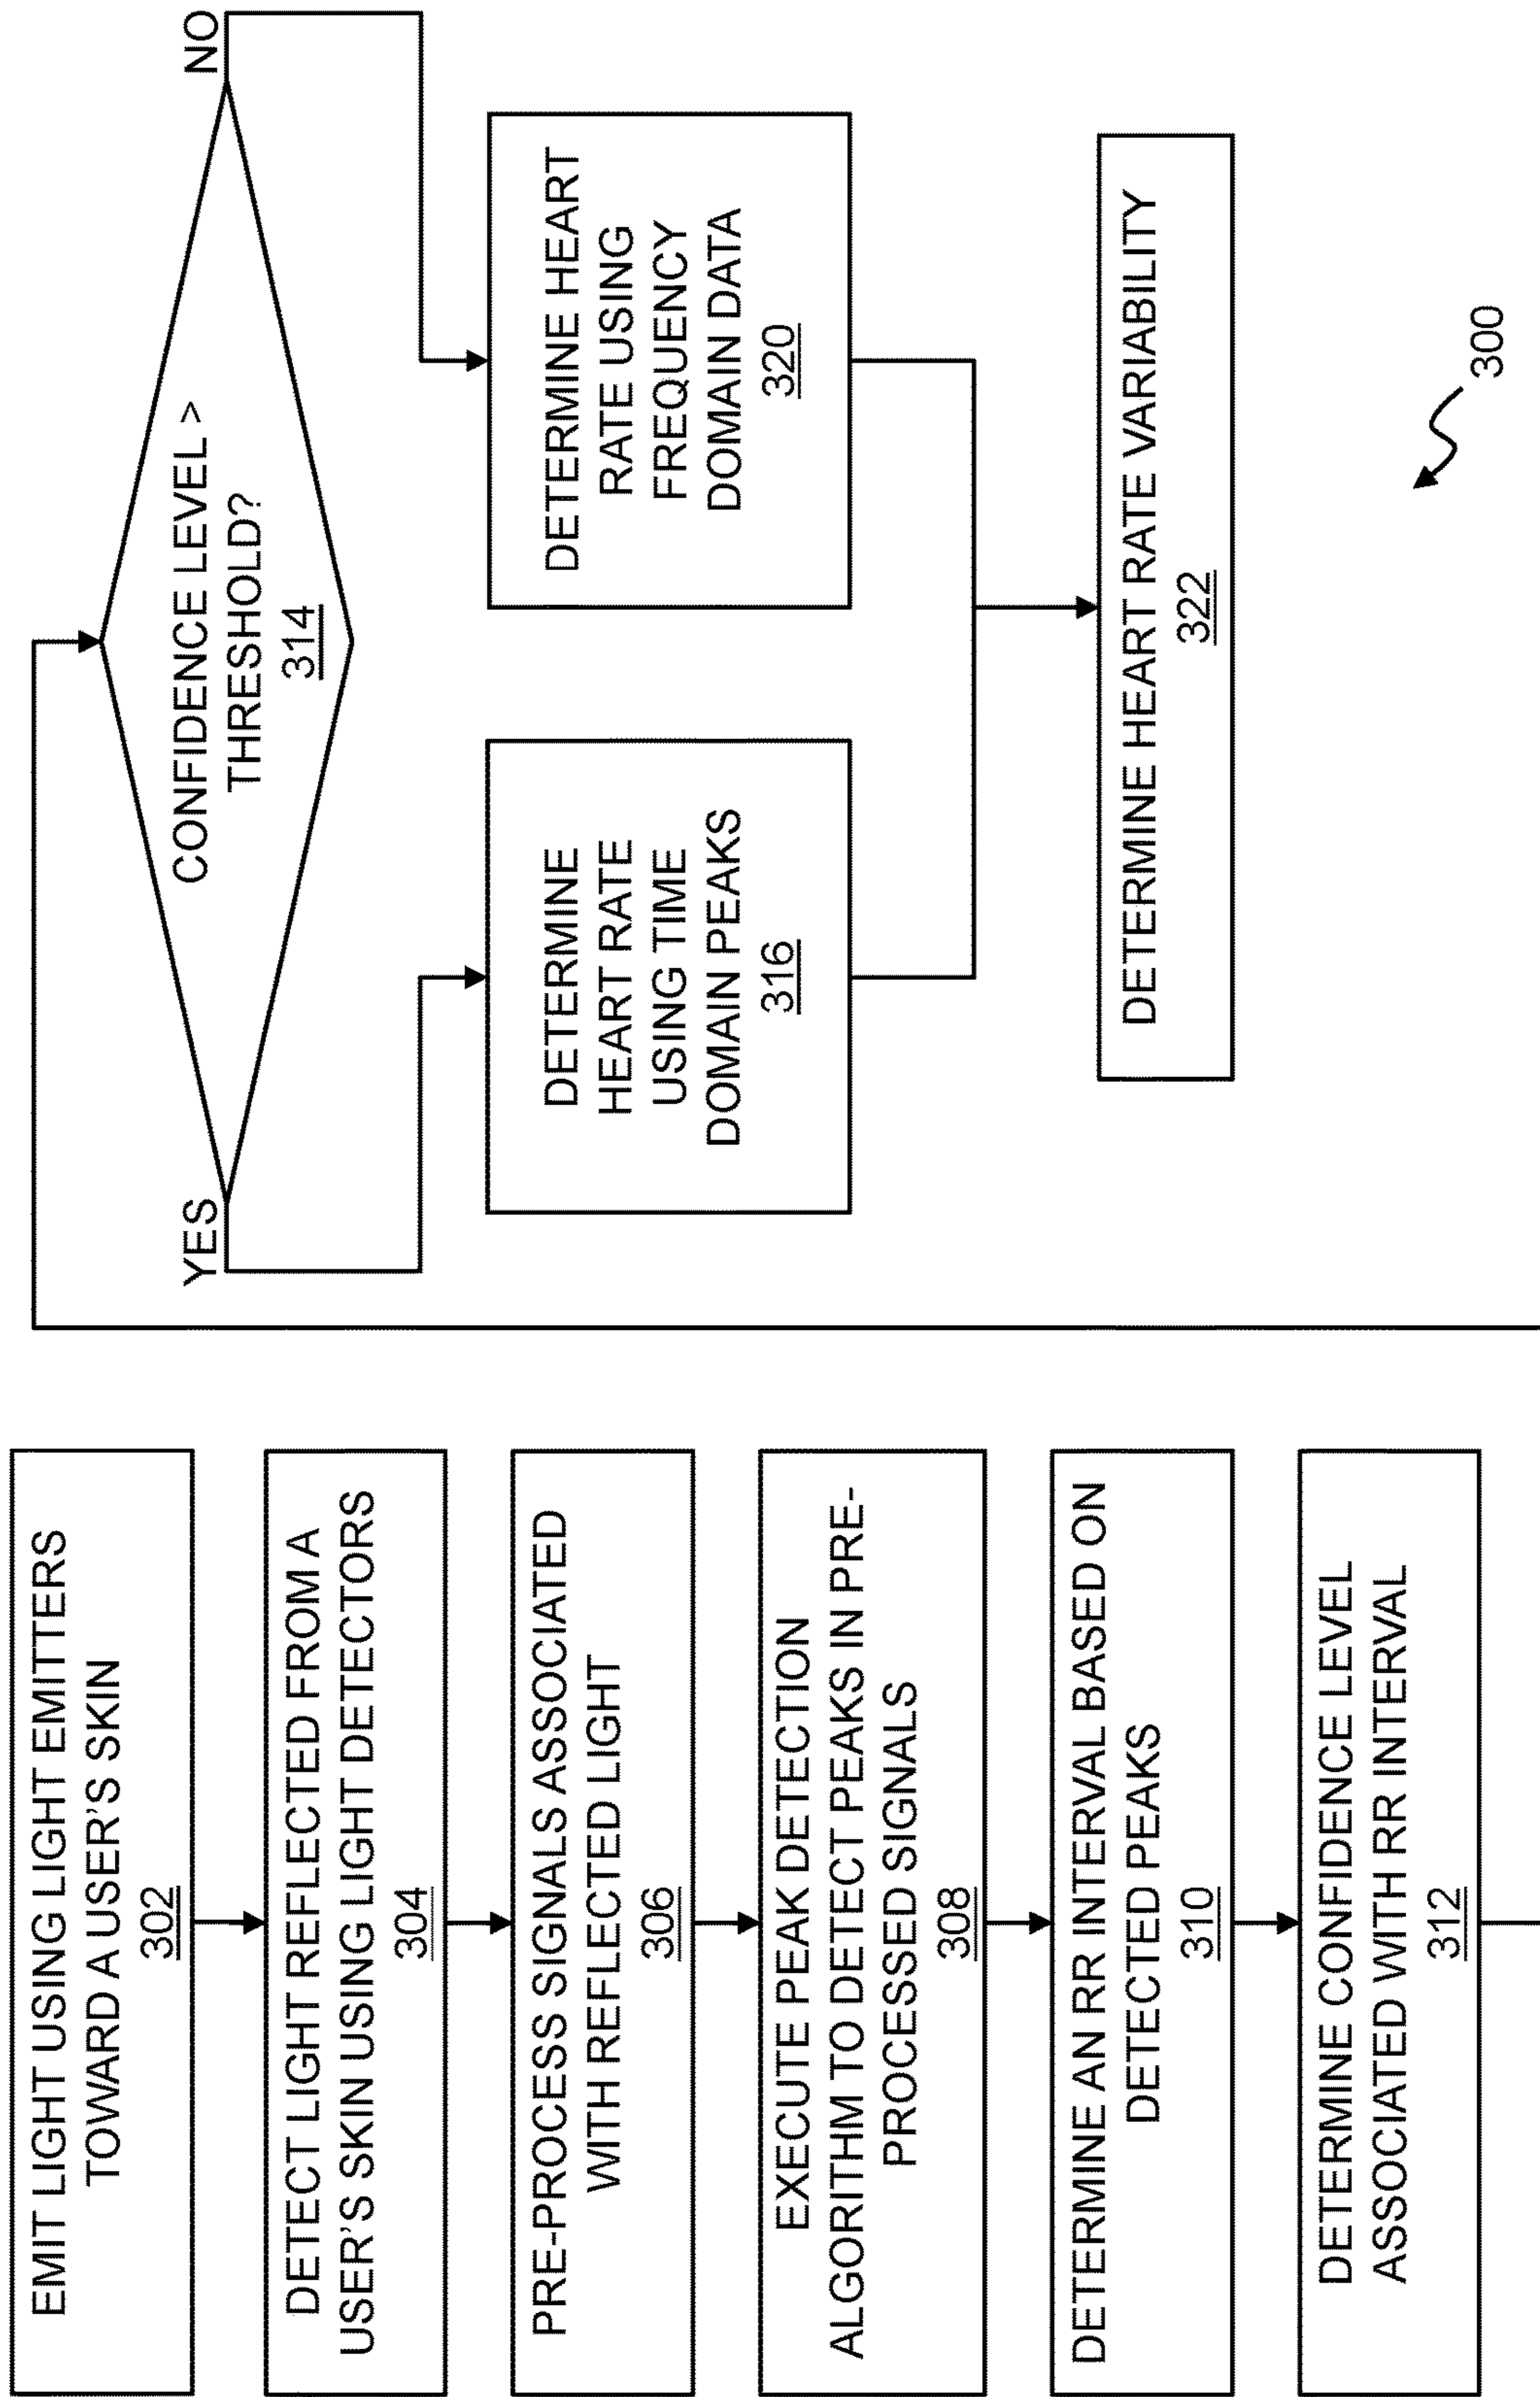 EMIT LIGHT USING LIGHT EMITTERS
TOWARD A USER'S SKIN
302
DETECT LIGHT REFLECTED FROM A
USER'S SKIN USING LIGHT DETECTORS
304
PRE-PROCESS SIGNALS ASSOCIATED
WITH REFLECTED LIGHT
306
EXECUTE PEAK DETECTION
ALGORITHM TO DETECT PEAKS IN PRE-
PROCESSED SIGNALS
308
DETERMINE AN RR INTERVAL BASED ON
DETECTED PEAKS
310
DETERMINE CONFIDENCE LEVEL
ASSOCIATED WITH RR INTERVAL
312
CONFIDENCE LEVEL >
THRESHOLD?
314
YES
NO
DETERMINE
HEART RATE
USING TIME
DOMAIN PEAKS
316
DETERMINE HEART
RATE USING
FREQUENCY
DOMAIN DATA
320
DETERMINE HEART RATE VARIABILITY
322
300